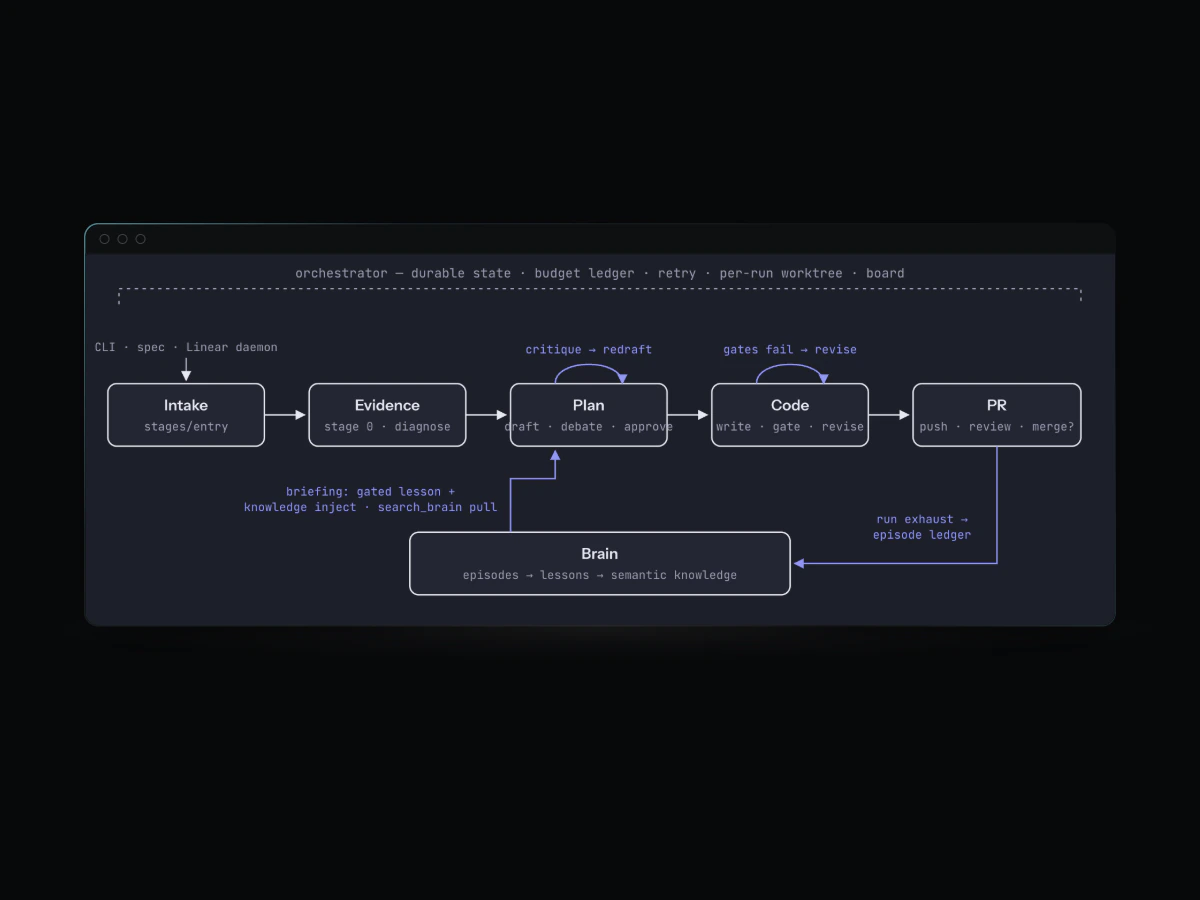 orchestrator — durable state · budget ledger · retry · per-run worktree · board
CLI · spec · Linear daemon
critique → redraft
gates fail → revise
Intake
stages/entry
Evidence
stage 0 · diagnose
Plan
draft · debate · approve
Code
write · gate · revise
PR
push · review · merge?
briefing: gated lesson +
knowledge inject · search_brain pull
run exhaust →
episode ledger
Brain
episodes → lessons → semantic knowledge